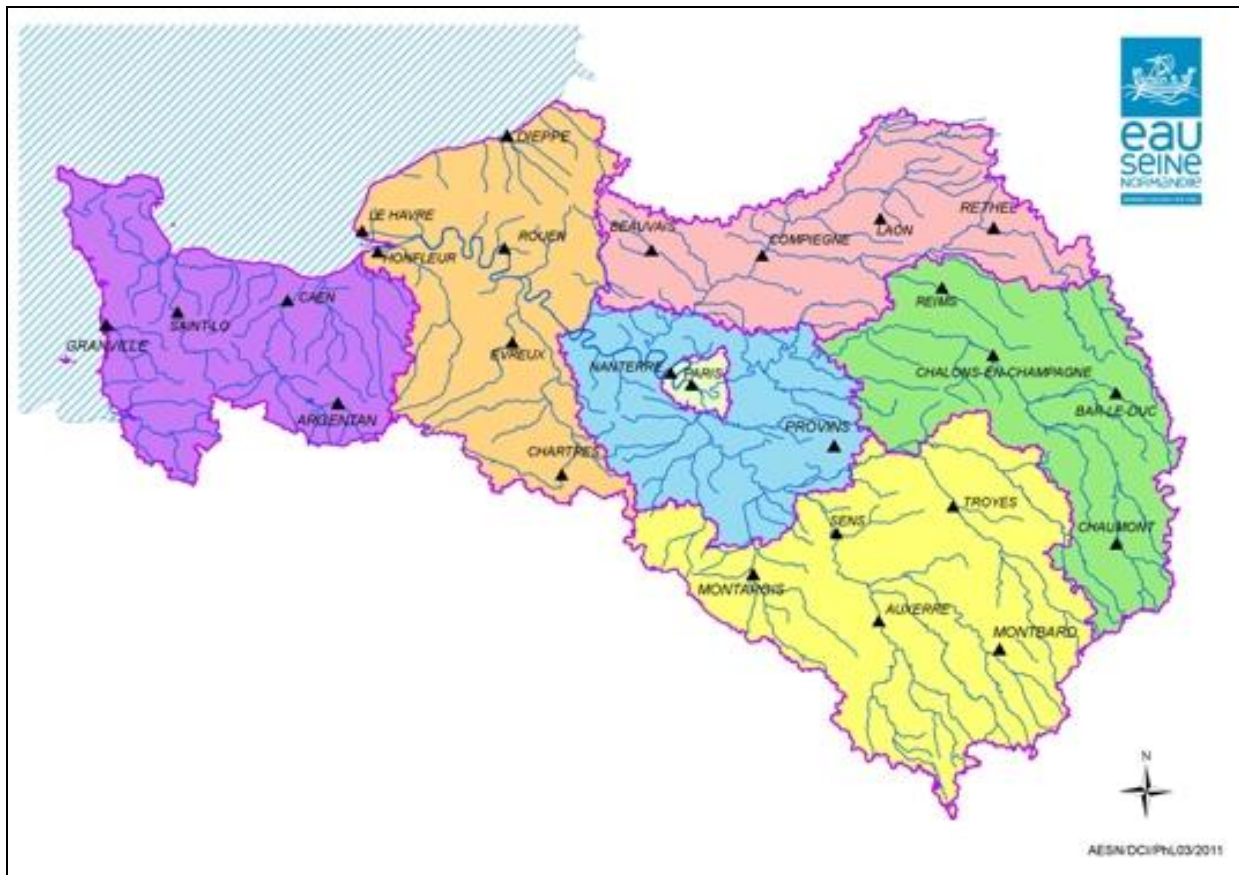 eau
SEINE
NORMANDIE
DIEPPE
LE HAVRE
ROUEN
HONFLEUR
BEAUVAIS
COMPIEGNE
LAON
RETHEL
CAEN
SAINT-LO
GRANVILLE
EVREUX
REIMS
NANTERRE
PARIS
CHALONS-EN-CHAMPAGNE
BAR-LE-DUC
ARGENTAN
PROVINS
CHARTRES
TROYES
SENS
CHAUMONT
MONTARGIS
AUXERRE
MONTBARD
N
AESN/DCI/PhL03/2011